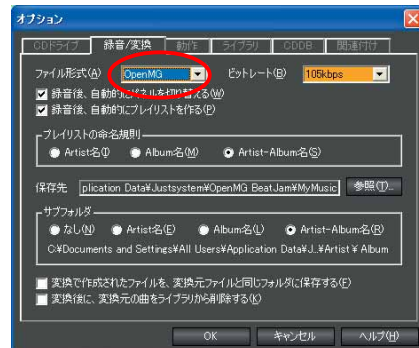 オプション
CDドライブ 録音/変換 動作 ライブラリ CDDB 関連付け
ファイル形式(A) OpenMG ビットレート(B) 105kbps
録音後、自動的にパネルを切り替える(W)
録音後、自動的にプレイリストを作る(P)
プレイリストの命名規則
Artist名(I) Album名(M) Artist-Album名(S)
保存先 plication Data¥Justsystem¥OpenMG BeatJam¥MyMusic 参照(T)...
サブフォルダ
なし(N) Artist名(E) Album名(L) Artist-Album名(R)
C:¥Documents and Settings¥All Users¥Application Data¥J..¥Artist¥Album
変換で作成されたファイルを、変換元ファイルと同じフォルダに保存する(F)
変換後に、変換元の曲をライブラリから削除する(K)
OK キャンセル ヘルプ(H)